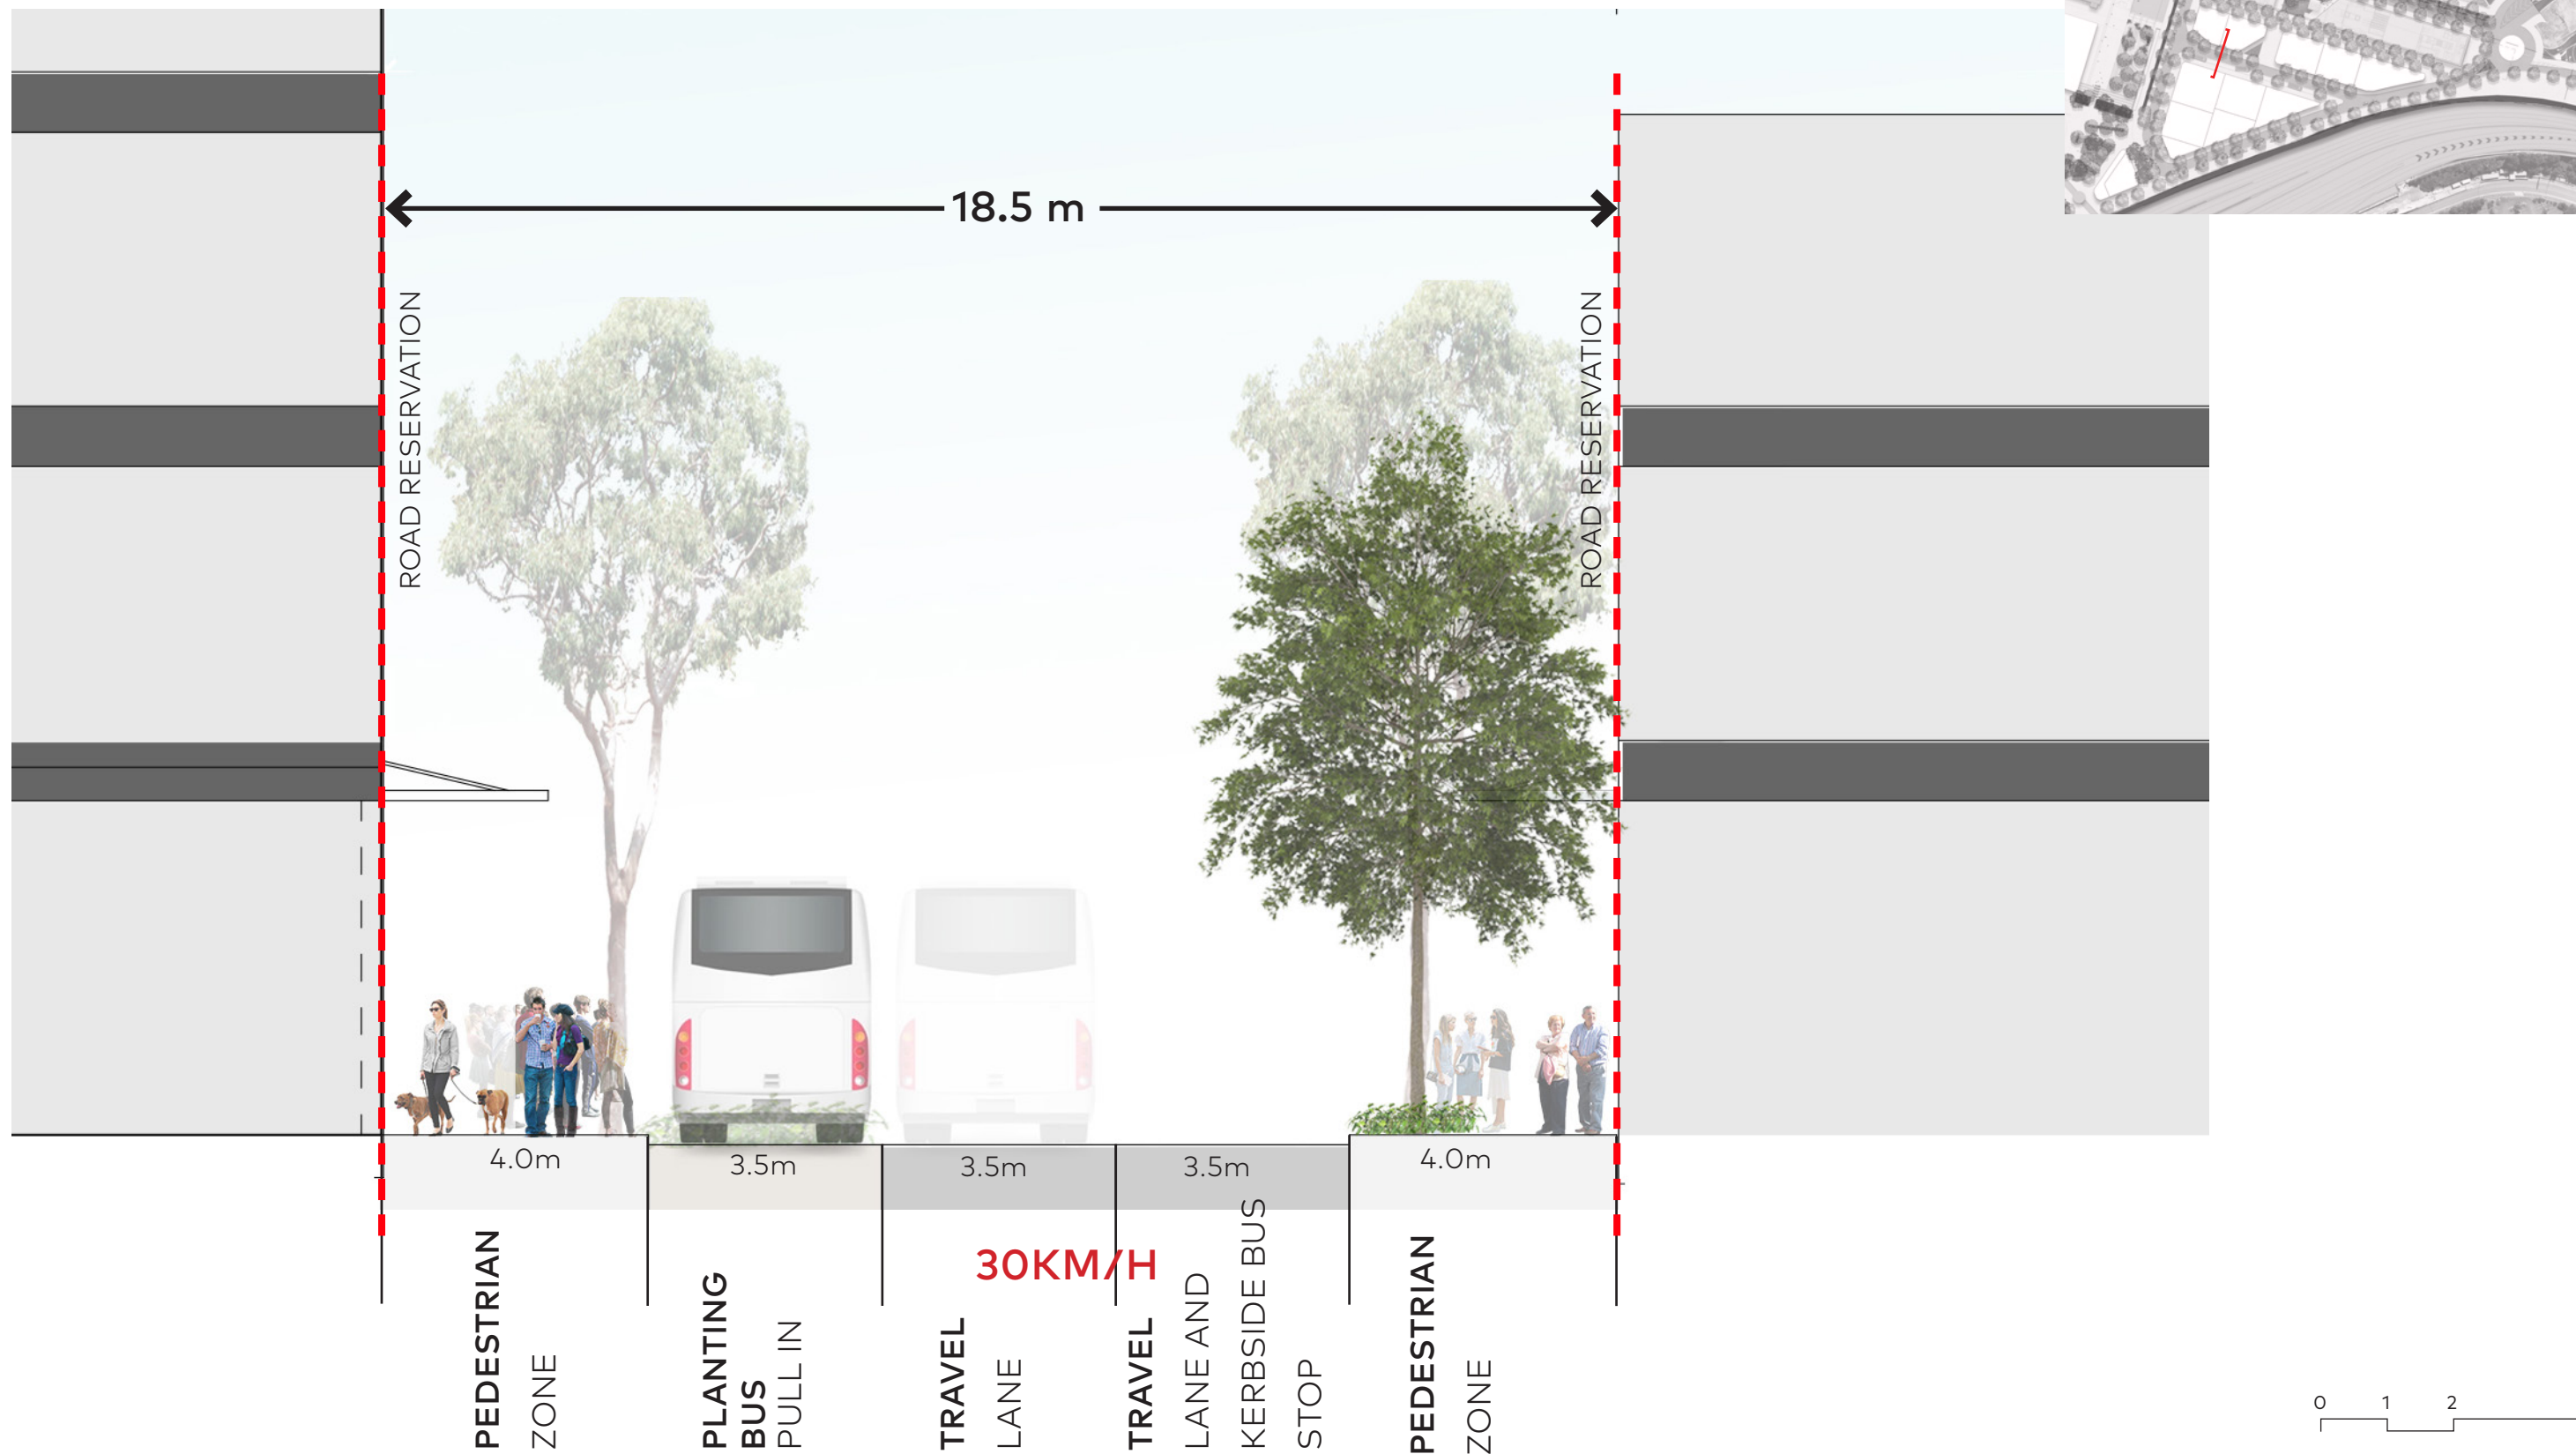 18.5 m
ROAD RESERVATION
ROAD RESERVATION
4.0m
3.5m
3.5m
3.5m
4.0m
30KM/H
PEDESTRIAN
ZONE
PLANTING
BUS
PULL IN
TRAVEL
LANE
TRAVEL
LANE AND
KERBSIDE BUS
STOP
PEDESTRIAN
ZONE
0 1 2